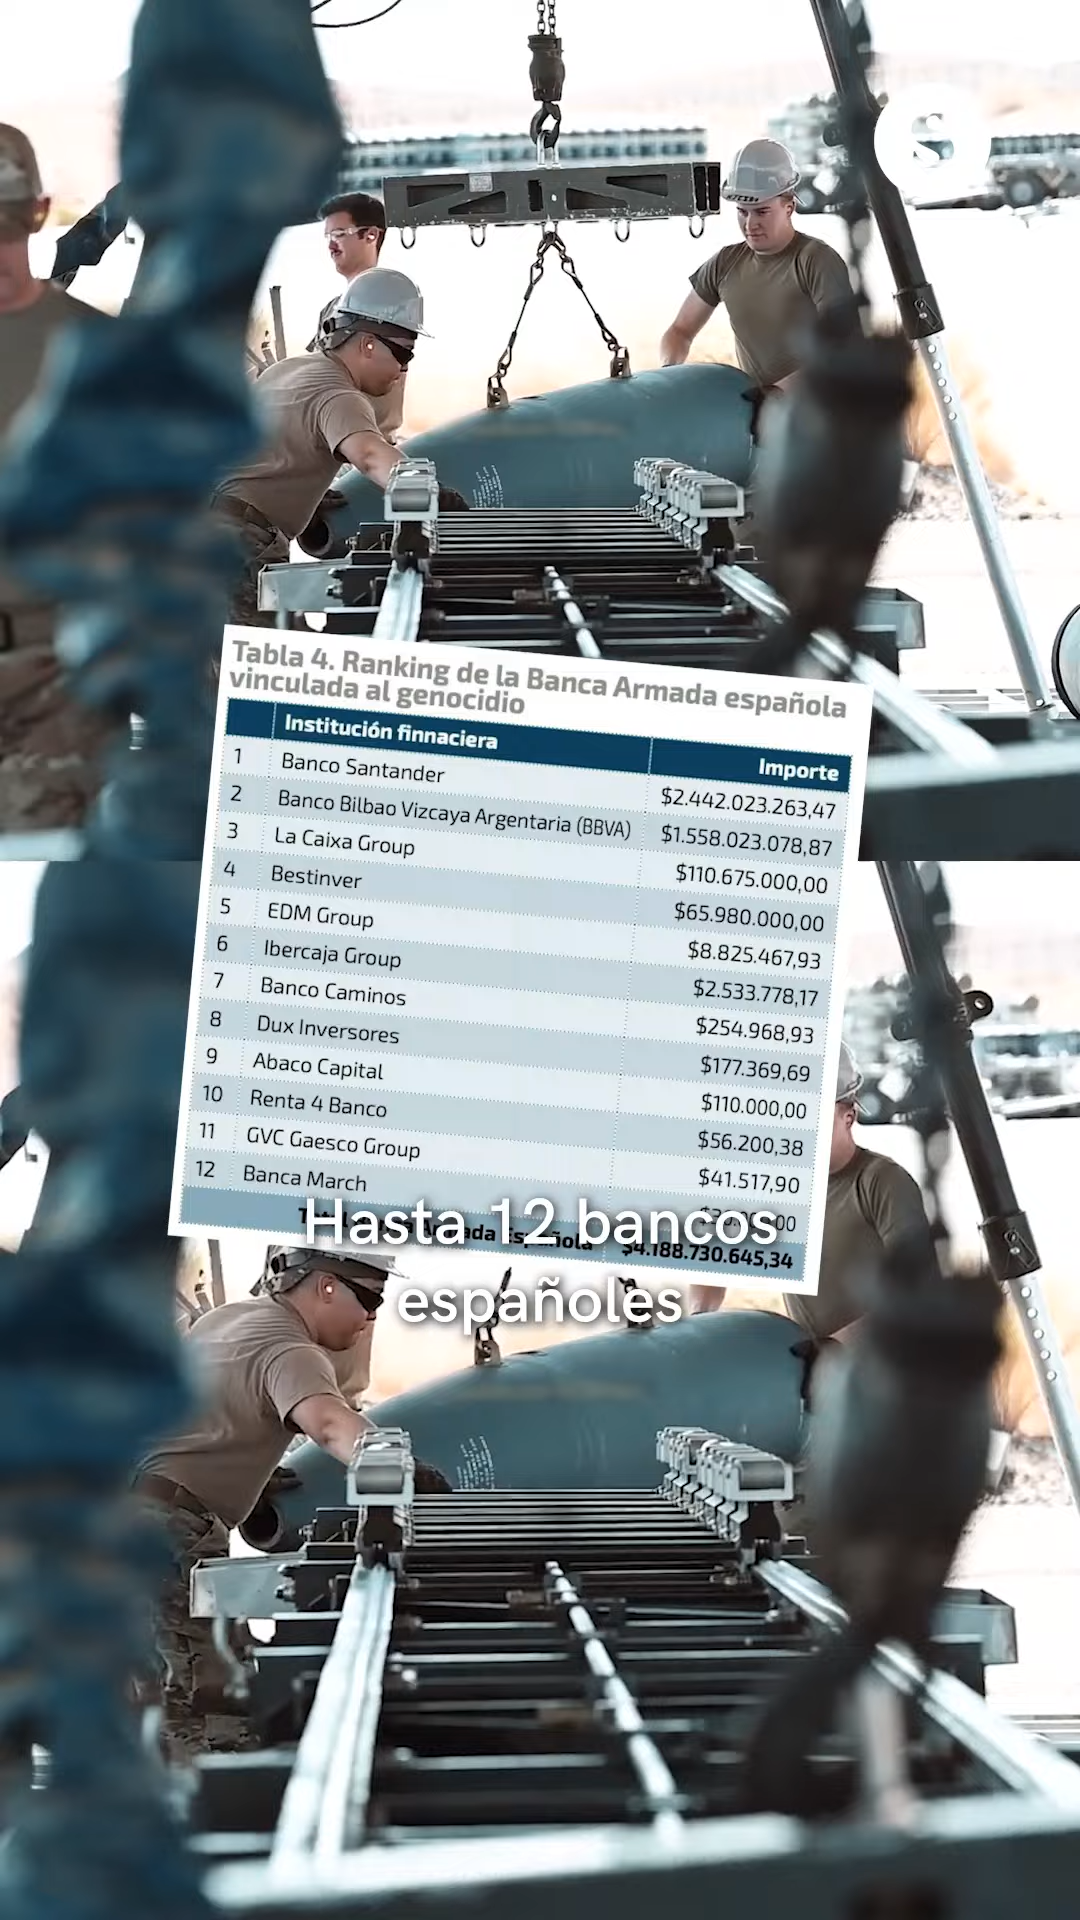 Tabla 4. Ranking de la Banca Armada española
vinculada al genocidio
Institución finnaciera Importe
1 Banco Santander $2.442.023.263,47
2 Banco Bilbao Vizcaya Argentaria (BBVA) $1.558.023.078,87
3 La Caixa Group $110.675.000,00
4 Bestinver $65.980.000,00
5 EDM Group $8.825.467,93
6 Ibercaja Group $2.533.778,17
7 Banco Caminos $254.968,93
8 Dux Inversores $177.369,69
9 Abaco Capital $110.000,00
10 Renta 4 Banco $56.200,38
11 GVC Gaesco Group $41.517,90
12 Banca March
Armada Española $4.188.730.645,34
Hasta 12 bancos
españoles